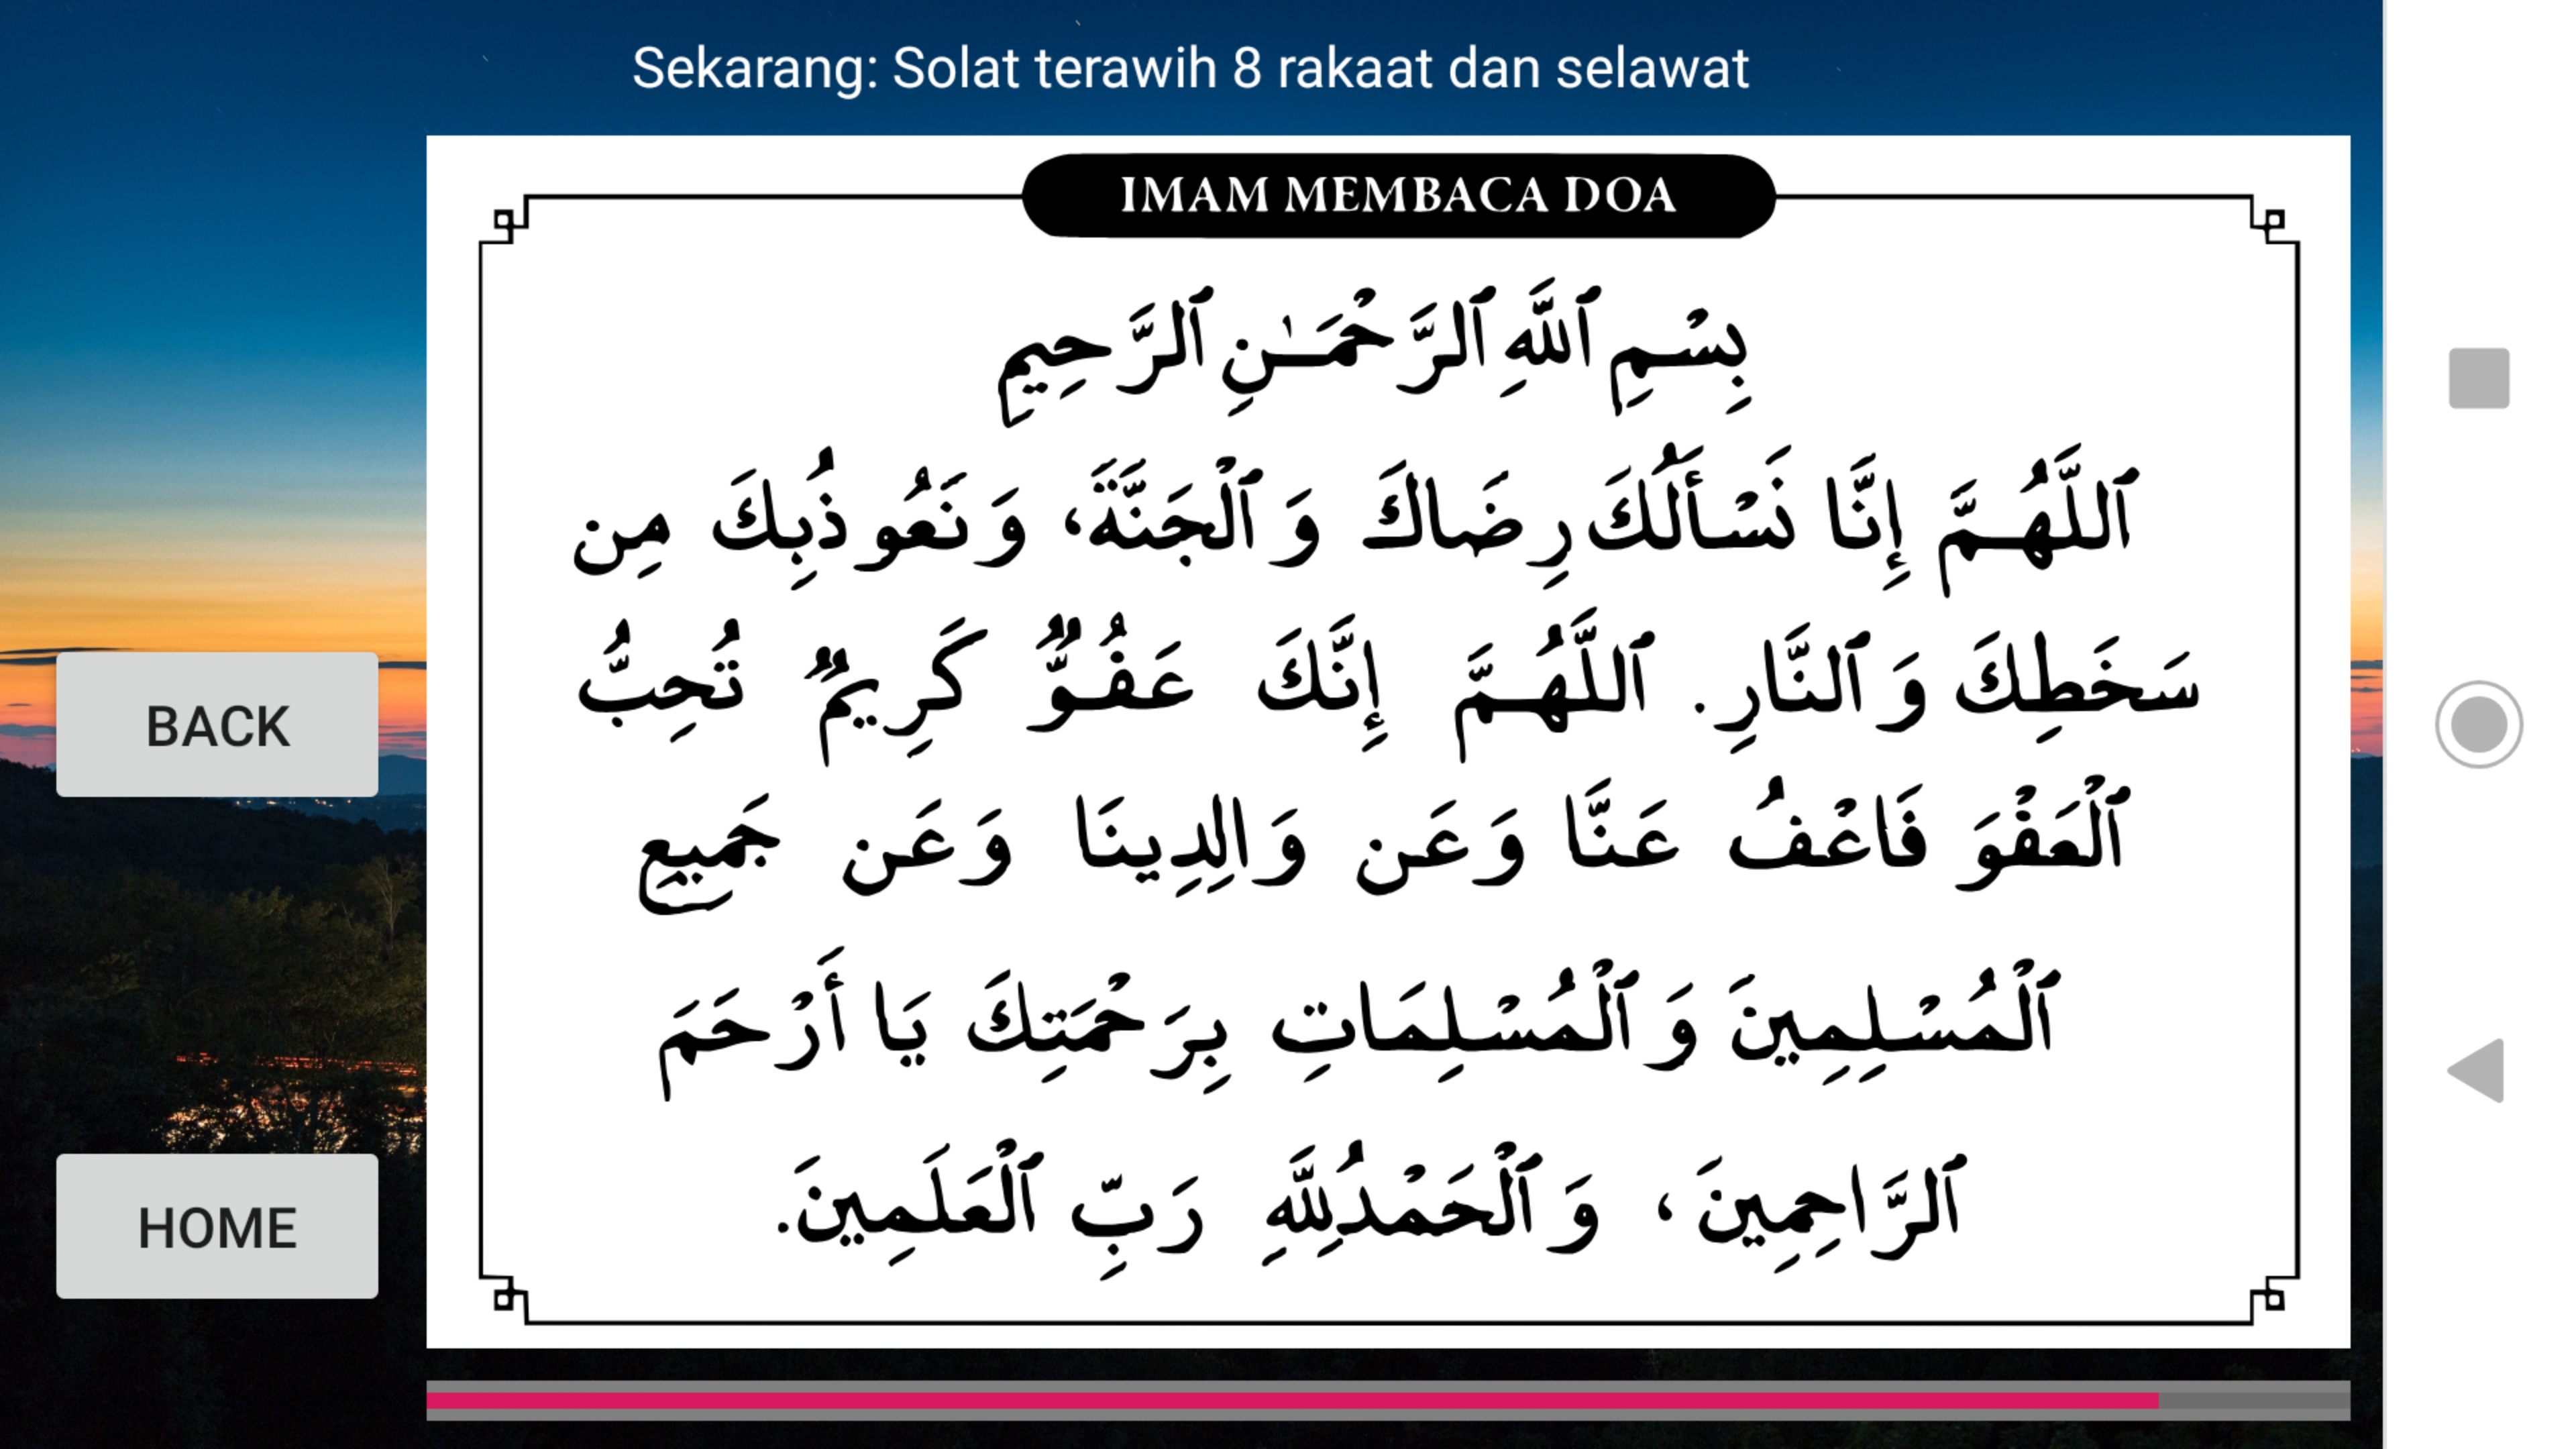 Sekarang: Solat terawih 8 rakaat dan selawat
IMAM MEMBACA DOA
بِسْمِ ٱللَّهِ ٱلرَّحْمَـٰنِ ٱلرَّحِيمِ
ٱللَّهُمَّ إِنَّا نَسْأَلُكَ رِضَاكَ وَ ٱلْجَنَّةَ، وَ نَعُوذُبِكَ مِن
سَخَطِكَ وَ ٱلنَّارِ. ٱللَّهُمَّ إِنَّكَ عَفُوٌّ كَرِيمٌ تُحِبُّ
ٱلْعَفْوَ فَاعْفُ عَنَّا وَعَن وَالِدِينَا وَعَن جَمِيعِ
ٱلْمُسْلِمِينَ وَ ٱلْمُسْلِمَاتِ بِرَحْمَتِكَ يَا أَرْحَمَ
ٱلرَّاحِمِينَ، وَ ٱلْحَمْدُلِلَّهِ رَبِّ ٱلْعَلَمِينَ.
BACK
HOME